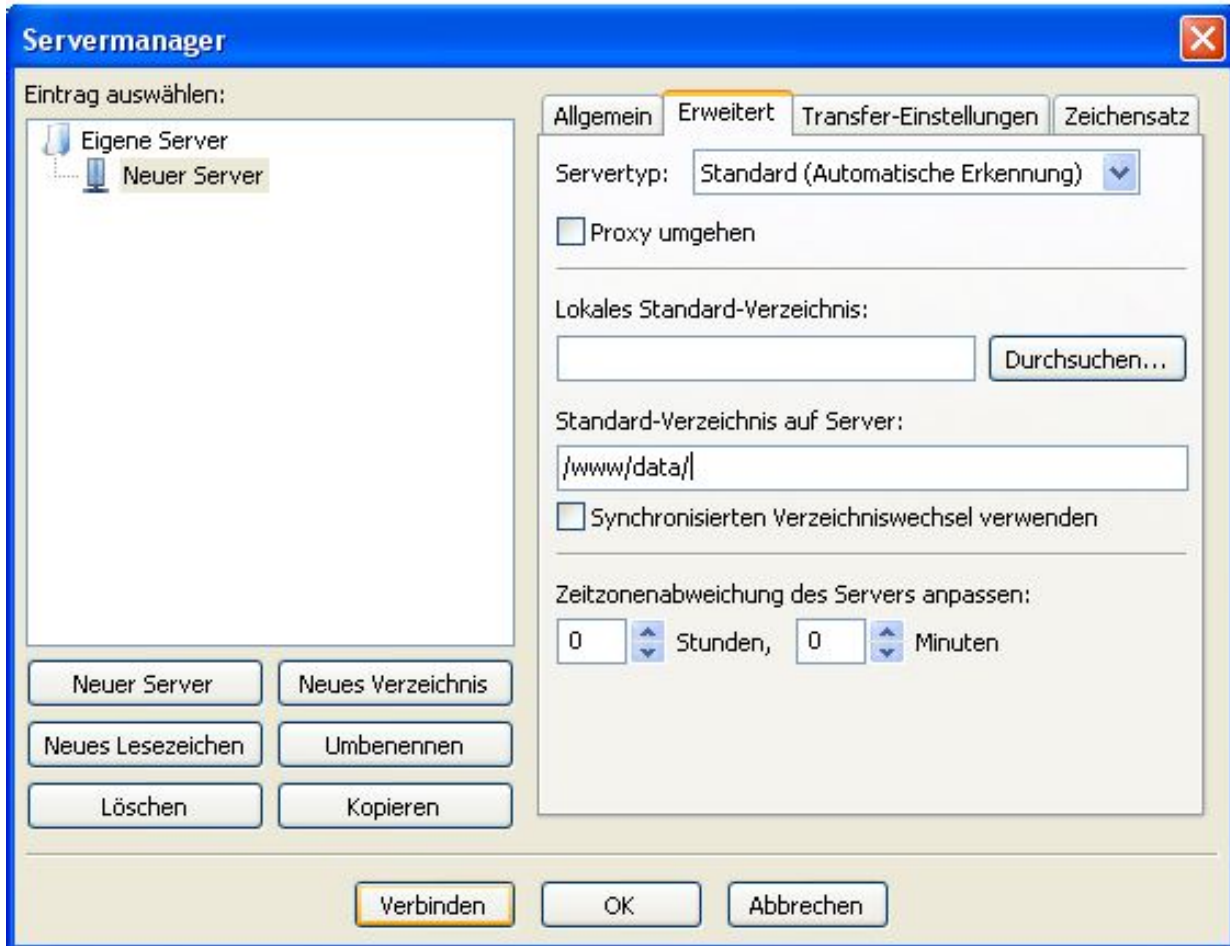 Servermanager
Eintrag auswählen:
Eigene Server
Neuer Server
Neuer Server Neues Verzeichnis
Neues Lesezeichen Umbenennen
Löschen Kopieren
Allgemein Erweitert Transfer-Einstellungen Zeichensatz
Servertyp: Standard (Automatische Erkennung)
Proxy umgehen
Lokales Standard-Verzeichnis:
Durchsuchen...
Standard-Verzeichnis auf Server:
/www/data/
Synchronisierten Verzeichniswechsel verwenden
Zeitzonenabweichung des Servers anpassen:
0 Stunden, 0 Minuten
Verbinden OK Abbrechen